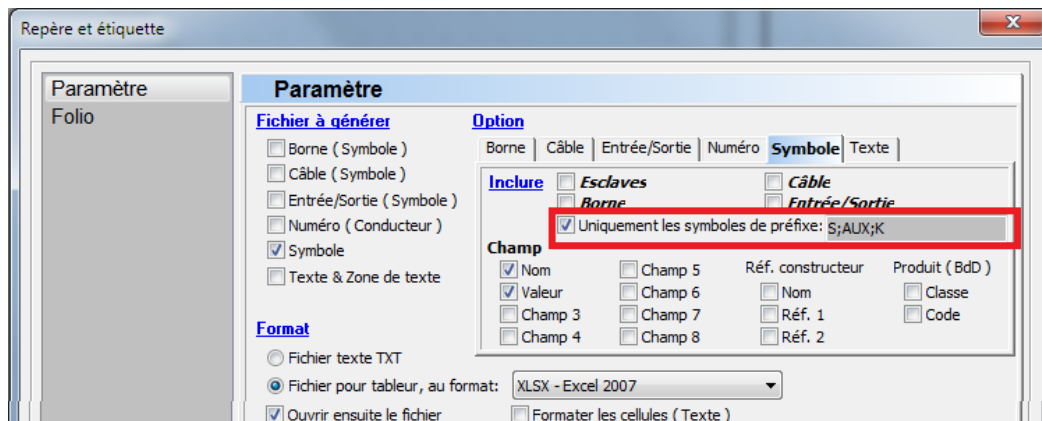 Repère et étiquette
Paramètre
Folio
Paramètre
Fichier à générer
Borne ( Symbole )
Câble ( Symbole )
Entrée/Sortie ( Symbole )
Numéro ( Conducteur )
Symbole
Texte & Zone de texte
Format
Fichier texte TXT
Fichier pour tableur, au format: XLSX - Excel 2007
Ouvrir ensuite le fichier Formater les cellules ( Texte )
Option
Borne Câble Entrée/Sortie Numéro Symbole Texte
Inclure Esclaves Câble
Borne Entrée/Sortie
Uniquement les symboles de préfixe: S;AUX;K
Champ
Nom Champ 5 Réf. constructeur Produit ( BdD )
Valeur Champ 6 Nom Classe
Champ 3 Champ 7 Réf. 1 Code
Champ 4 Champ 8 Réf. 2